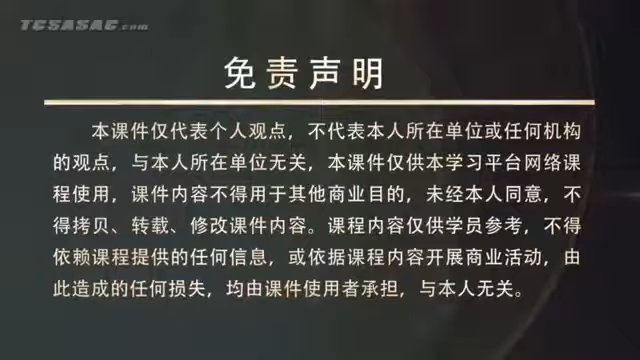 TCSASAC.com
免责声明
本课件仅代表个人观点，不代表本人所在单位或任何机构
的观点，与本人所在单位无关，本课件仅供本学习平台网络课
程使用，课件内容不得用于其他商业目的，未经本人同意，不
得拷贝、转载、修改课件内容。课程内容仅供学员参考，不得
依赖课程提供的任何信息，或依据课程内容开展商业活动，由
此造成的任何损失，均由课件使用者承担，与本人无关。